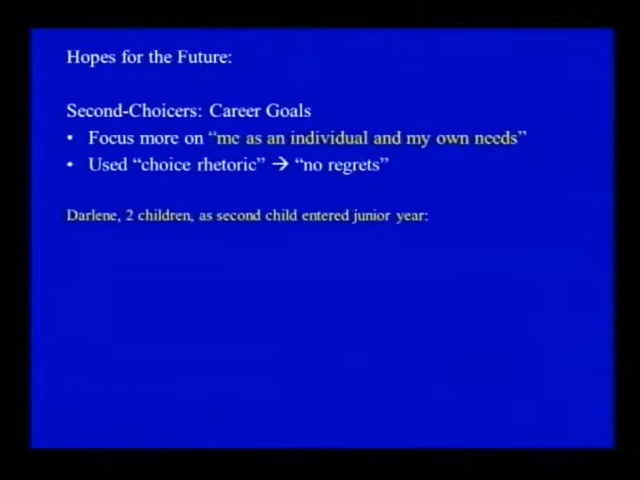 Hopes for the Future:
Second-Choicers: Career Goals
• Focus more on “me as an individual and my own needs”
• Used “choice rhetoric” → “no regrets”
Darlene, 2 children, as second child entered junior year: